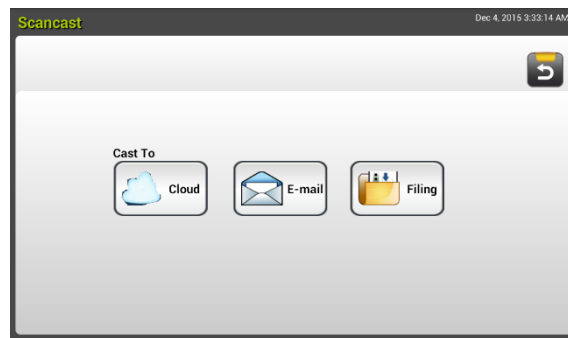 Scancast
Dec 4, 2015 3:33:14 AM
Cast To
Cloud
E-mail
Filing